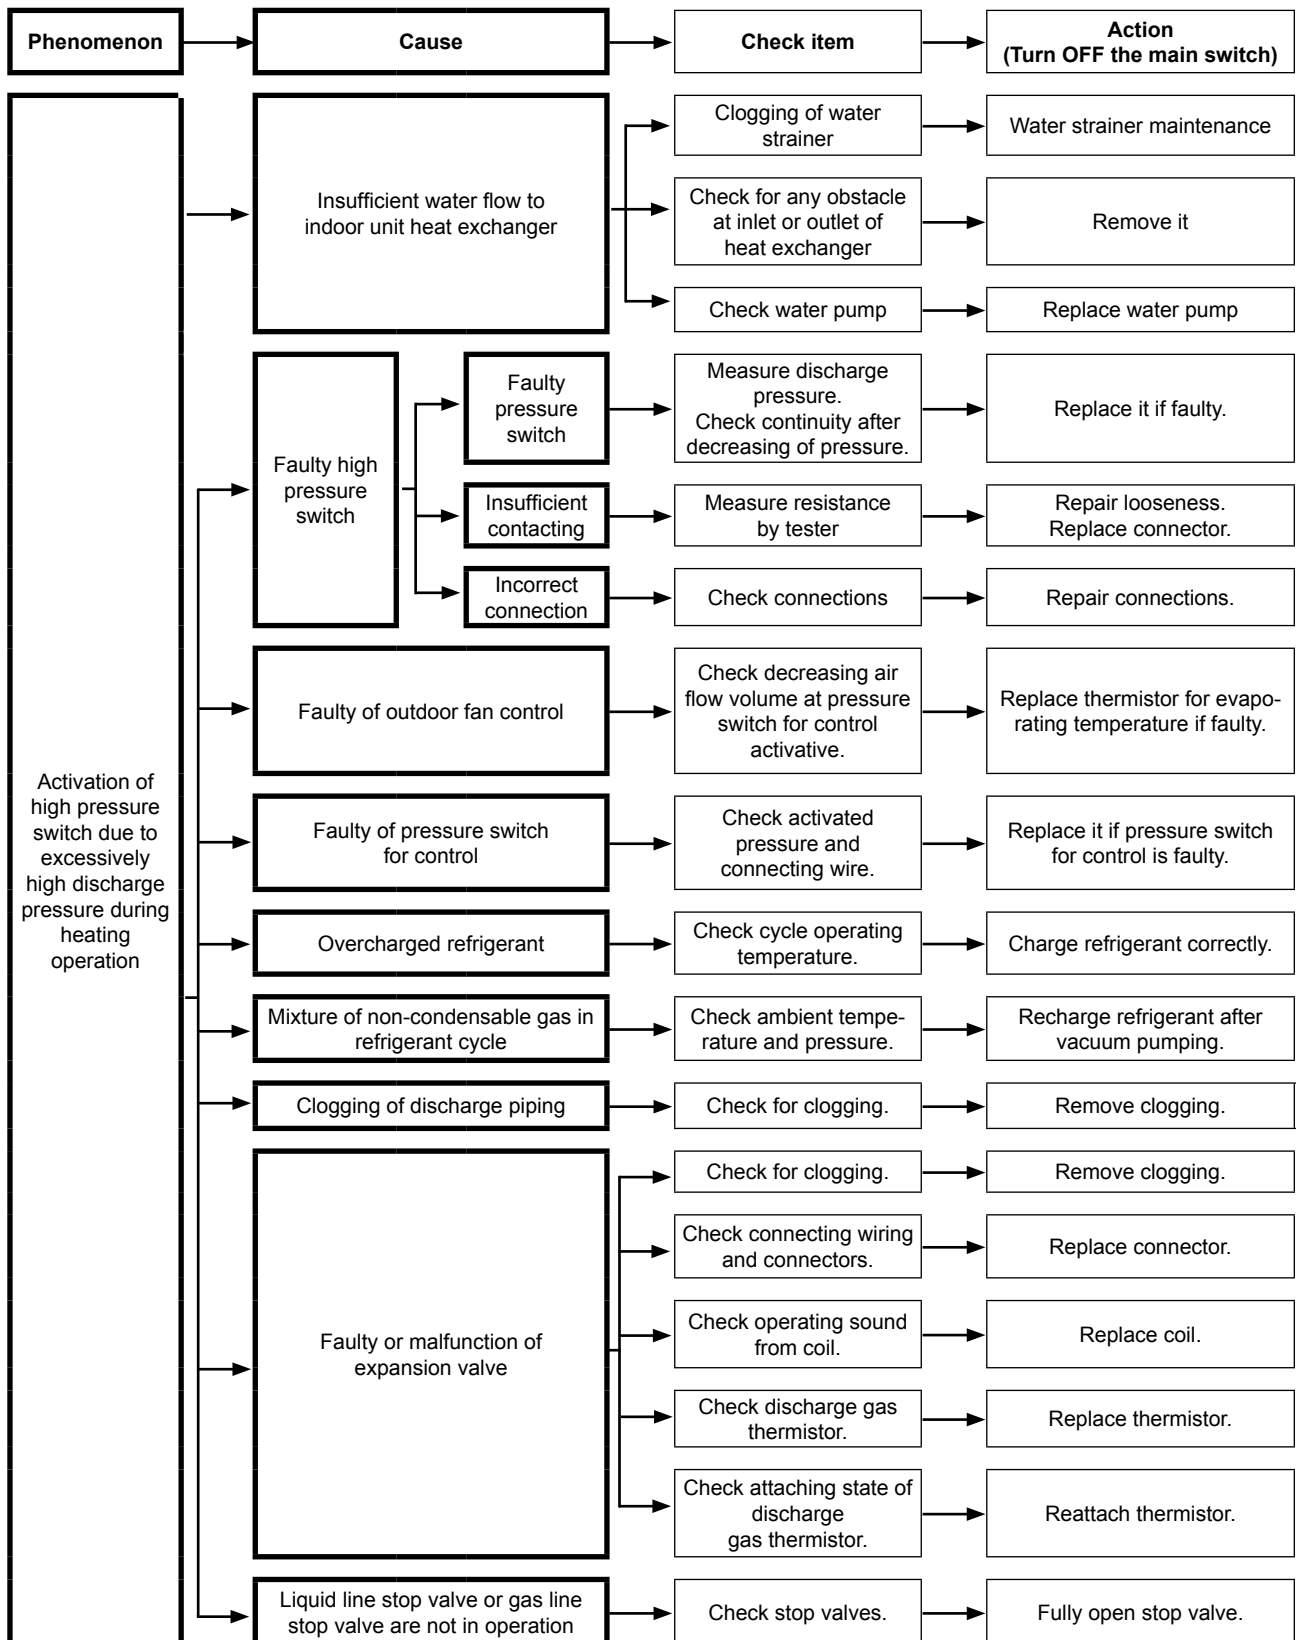 Phenomenon
Cause
Check item
Action
(Turn OFF the main switch)
Activation of
high pressure
switch due to
excessively
high discharge
pressure during
heating
operation
Insufficient water flow to
indoor unit heat exchanger
Clogging of water
strainer
Water strainer maintenance
Check for any obstacle
at inlet or outlet of
heat exchanger
Remove it
Check water pump
Replace water pump
Faulty high
pressure
switch
Faulty
pressure
switch
Measure discharge
pressure.
Check continuity after
decreasing of pressure.
Replace it if faulty.
Insufficient
contacting
Measure resistance
by tester
Repair looseness.
Replace connector.
Incorrect
connection
Check connections
Repair connections.
Faulty of outdoor fan control
Check decreasing air
flow volume at pressure
switch for control
activative.
Replace thermistor for evapo-
rating temperature if faulty.
Faulty of pressure switch
for control
Check activated
pressure and
connecting wire.
Replace it if pressure switch
for control is faulty.
Overcharged refrigerant
Check cycle operating
temperature.
Charge refrigerant correctly.
Mixture of non-condensable gas in
refrigerant cycle
Check ambient tempe-
rature and pressure.
Recharge refrigerant after
vacuum pumping.
Clogging of discharge piping
Check for clogging.
Remove clogging.
Faulty or malfunction of
expansion valve
Check for clogging.
Remove clogging.
Check connecting wiring
and connectors.
Replace connector.
Check operating sound
from coil.
Replace coil.
Check discharge gas
thermistor.
Replace thermistor.
Check attaching state of
discharge
gas thermistor.
Reattach thermistor.
Liquid line stop valve or gas line
stop valve are not in operation
Check stop valves.
Fully open stop valve.